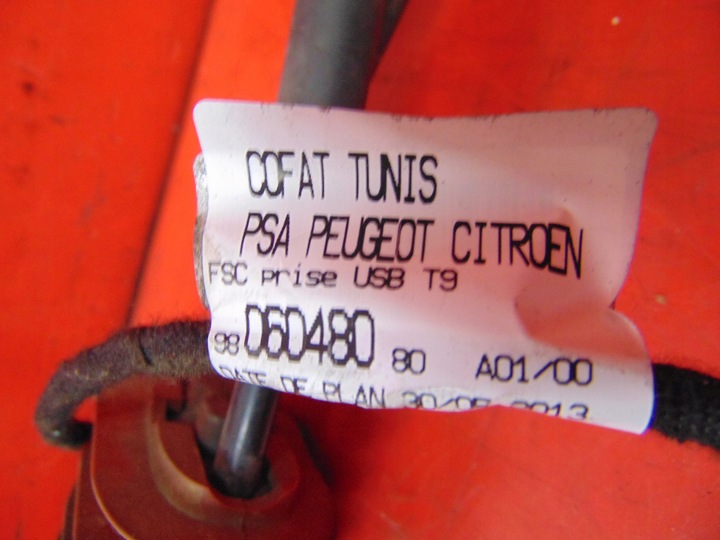 COFAT TUNIS
PSA PEUGEOT CITROEN
FSC prise USB T9
98 060480 80 A01/00
DATE DE PLAN 30/05/2013